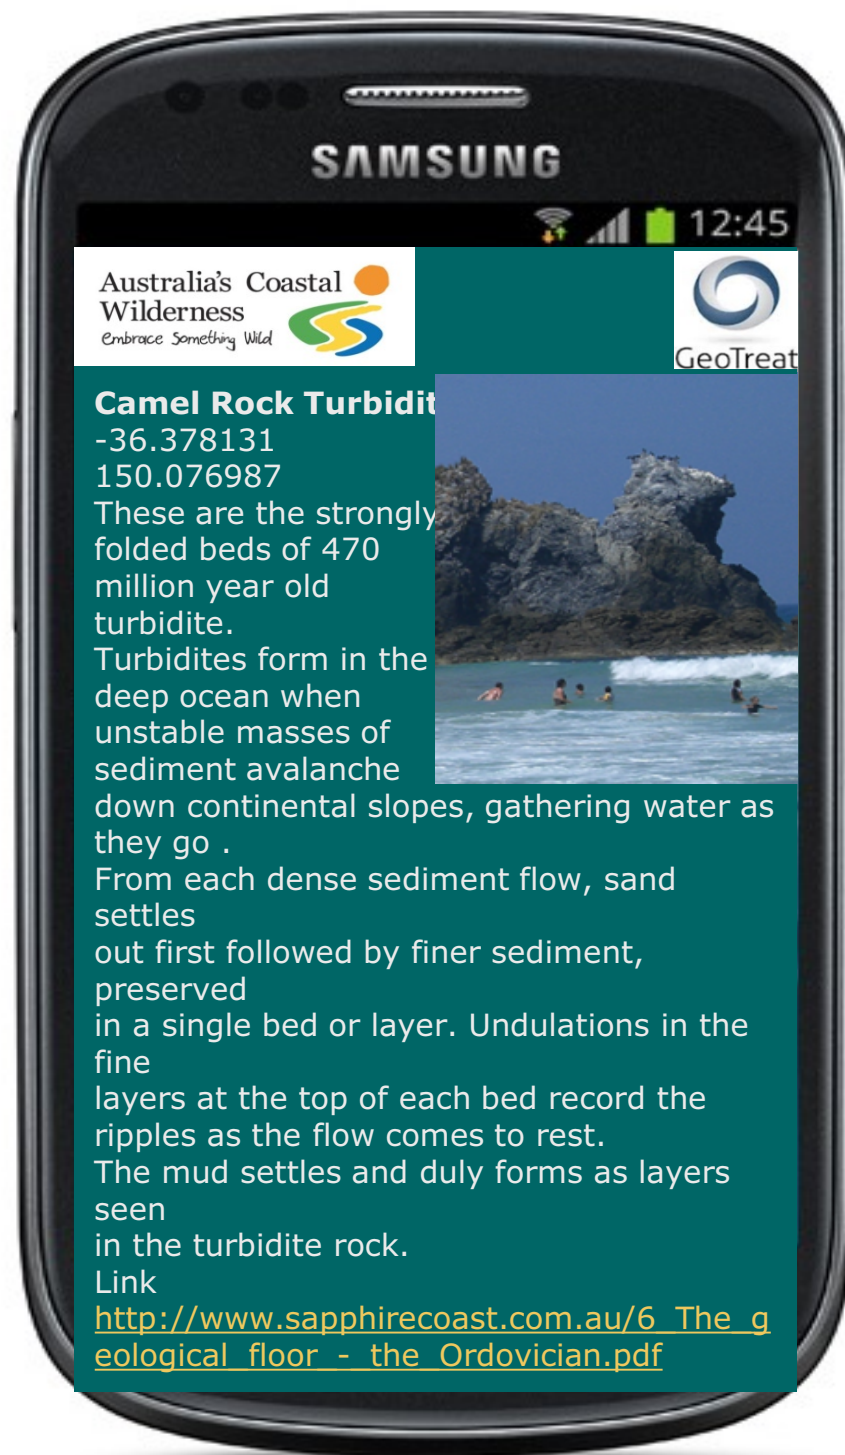 SAMSUNG
12:45
Australia's Coastal
Wilderness
Embrace Something Wild
GeoTreat
Camel Rock Turbidit
-36.378131
150.076987
These are the strongly
folded beds of 470
million year old
turbidite.
Turbidites form in the
deep ocean when
unstable masses of
sediment avalanche
down continental slopes, gathering water as
they go .
From each dense sediment flow, sand
settles
out first followed by finer sediment,
preserved
in a single bed or layer. Undulations in the
fine
layers at the top of each bed record the
ripples as the flow comes to rest.
The mud settles and duly forms as layers
seen
in the turbidite rock.
Link
http://www.sapphirecoast.com.au/6_The_g
eological_floor_-_the_Ordovician.pdf